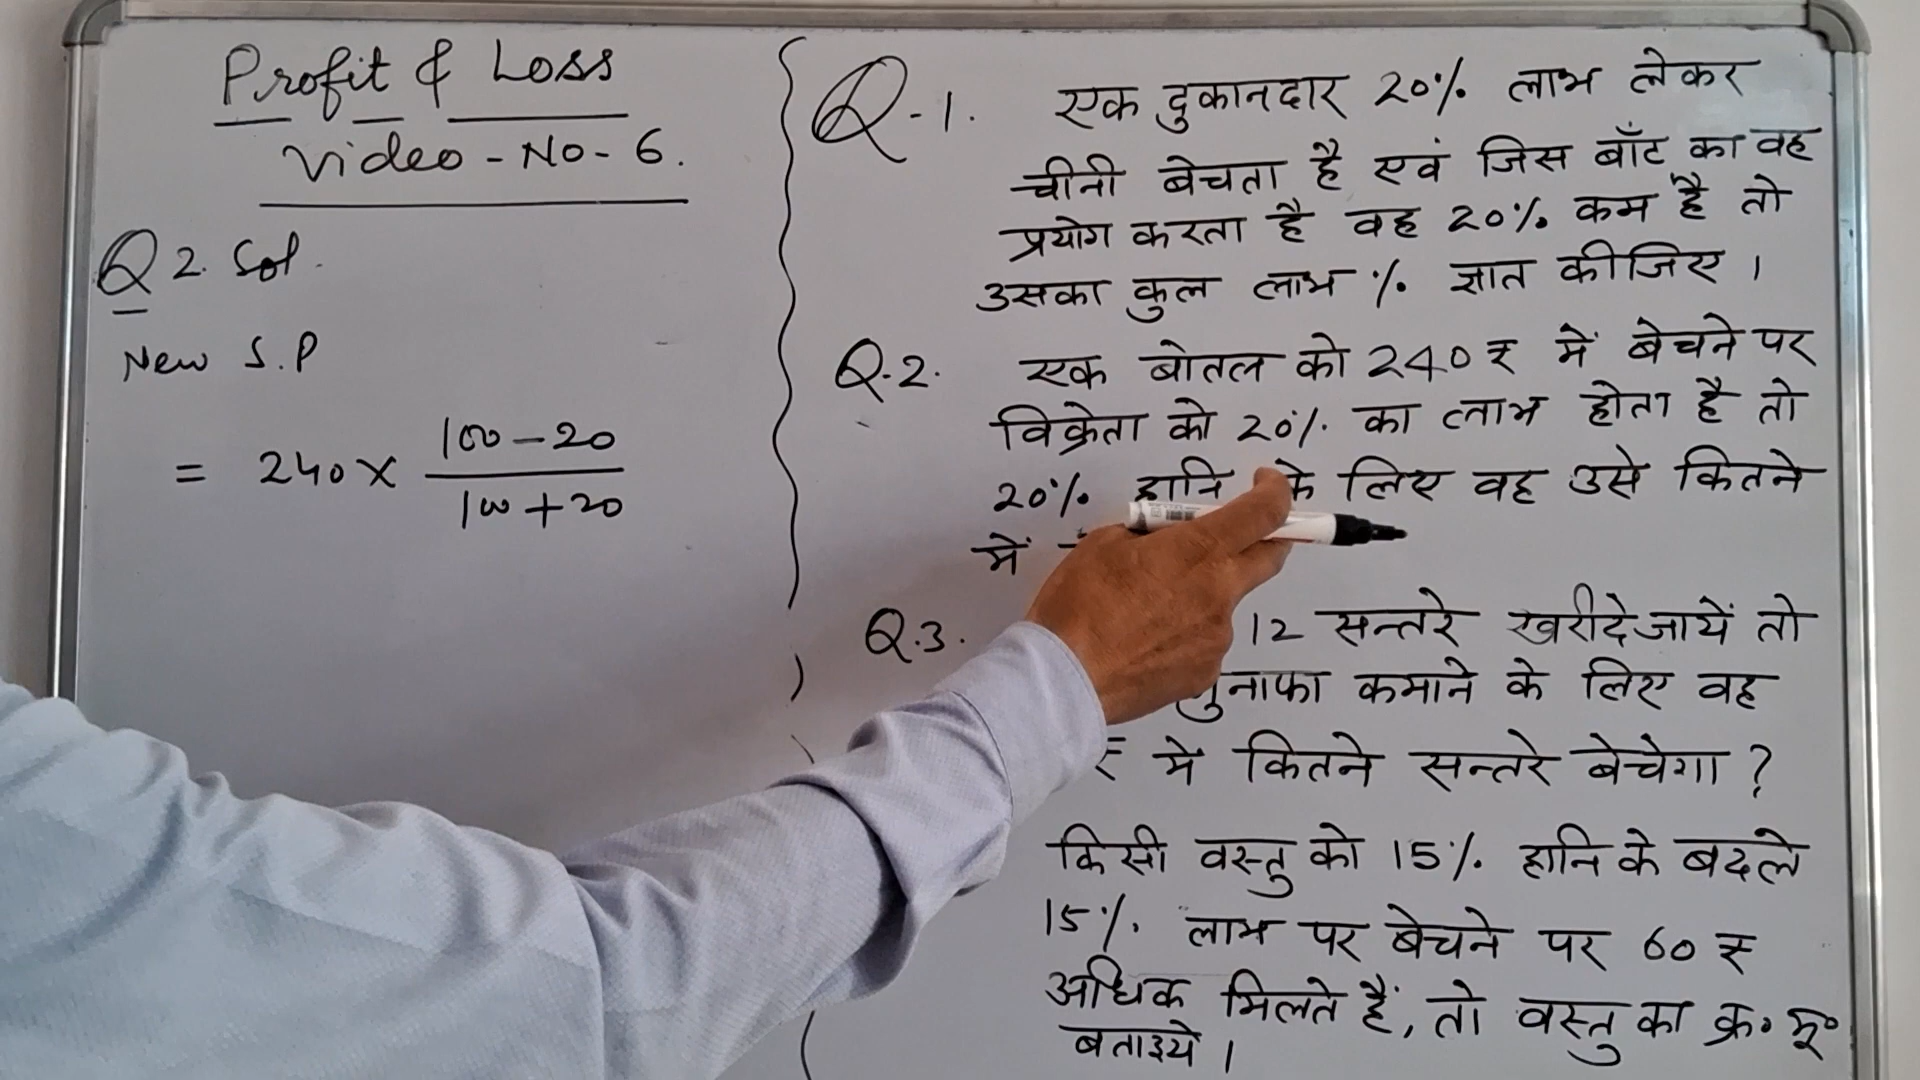 Profit & Loss
Video - No - 6.
Q 2. Sol.
New S.P
= 240 × (100 - 20) / (100 + 20)
Q-1. एक दुकानदार 20% लाभ लेकर
चीनी बेचता है एवं जिस बाँट का वह
प्रयोग करता है वह 20% कम है तो
उसका कुल लाभ % ज्ञात कीजिए।
Q.2. एक बोतल को 240 ₹ में बेचने पर
विक्रेता को 20% का लाभ होता है तो
20% हानि के लिए वह उसे कितने
में
Q.3. 12 सन्तरे खरीदे जायें तो
मुनाफा कमाने के लिए वह
₹ में कितने सन्तरे बेचेगा?
किसी वस्तु को 15% हानि के बदले
15% लाभ पर बेचने पर 60 ₹
अधिक मिलते हैं, तो वस्तु का क्र॰ मू॰
बताइये।